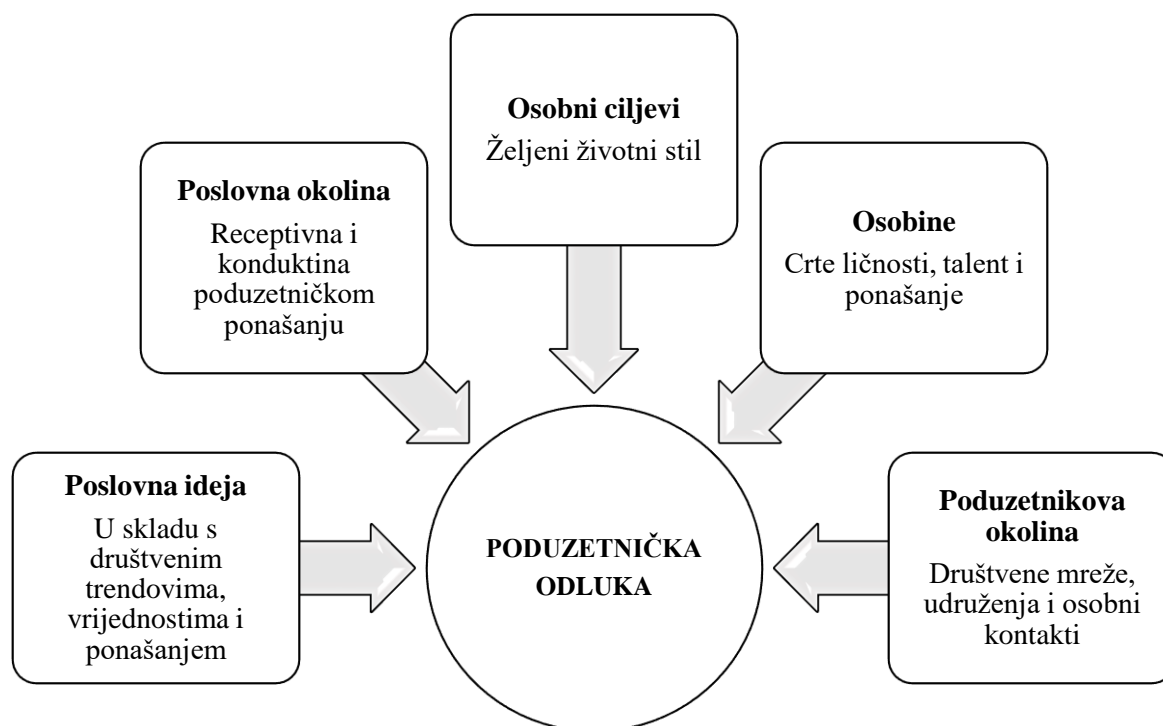 Osobni ciljevi
Željeni životni stil
Poslovna okolina
Receptivna i
konduktina
poduzetničkom
ponašanju
Osobine
Crte ličnosti, talent i
ponašanje
Poslovna ideja
U skladu s
društvenim
trendovima,
vrijednostima i
ponašanjem
PODUZETNIČKA
ODLUKA
Poduzetnikova
okolina
Društvene mreže,
udruženja i osobni
kontakti